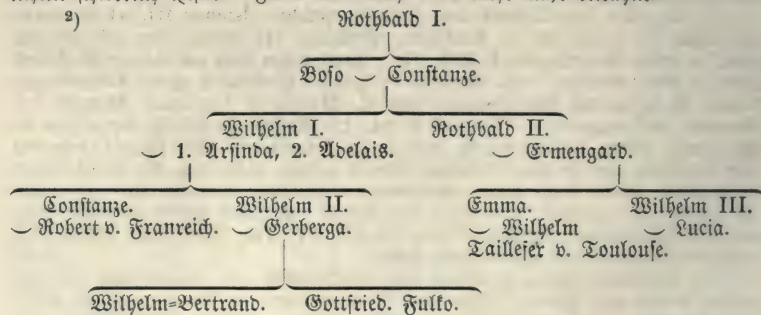 2) Rothbald I.
Boso ⏑ Constanze.
Wilhelm I. Rothbald II.
⏑ 1. Arsinda, 2. Adelais. ⏑ Ermengard.
Constanze. Wilhelm II. Emma. Wilhelm III.
⏑ Robert v. Franreich. ⏑ Gerberga. ⏑ Wilhelm ⏑ Lucia.
Taillefer v. Toulouse.
Wilhelm=Bertrand. Gottfried. Fulko.